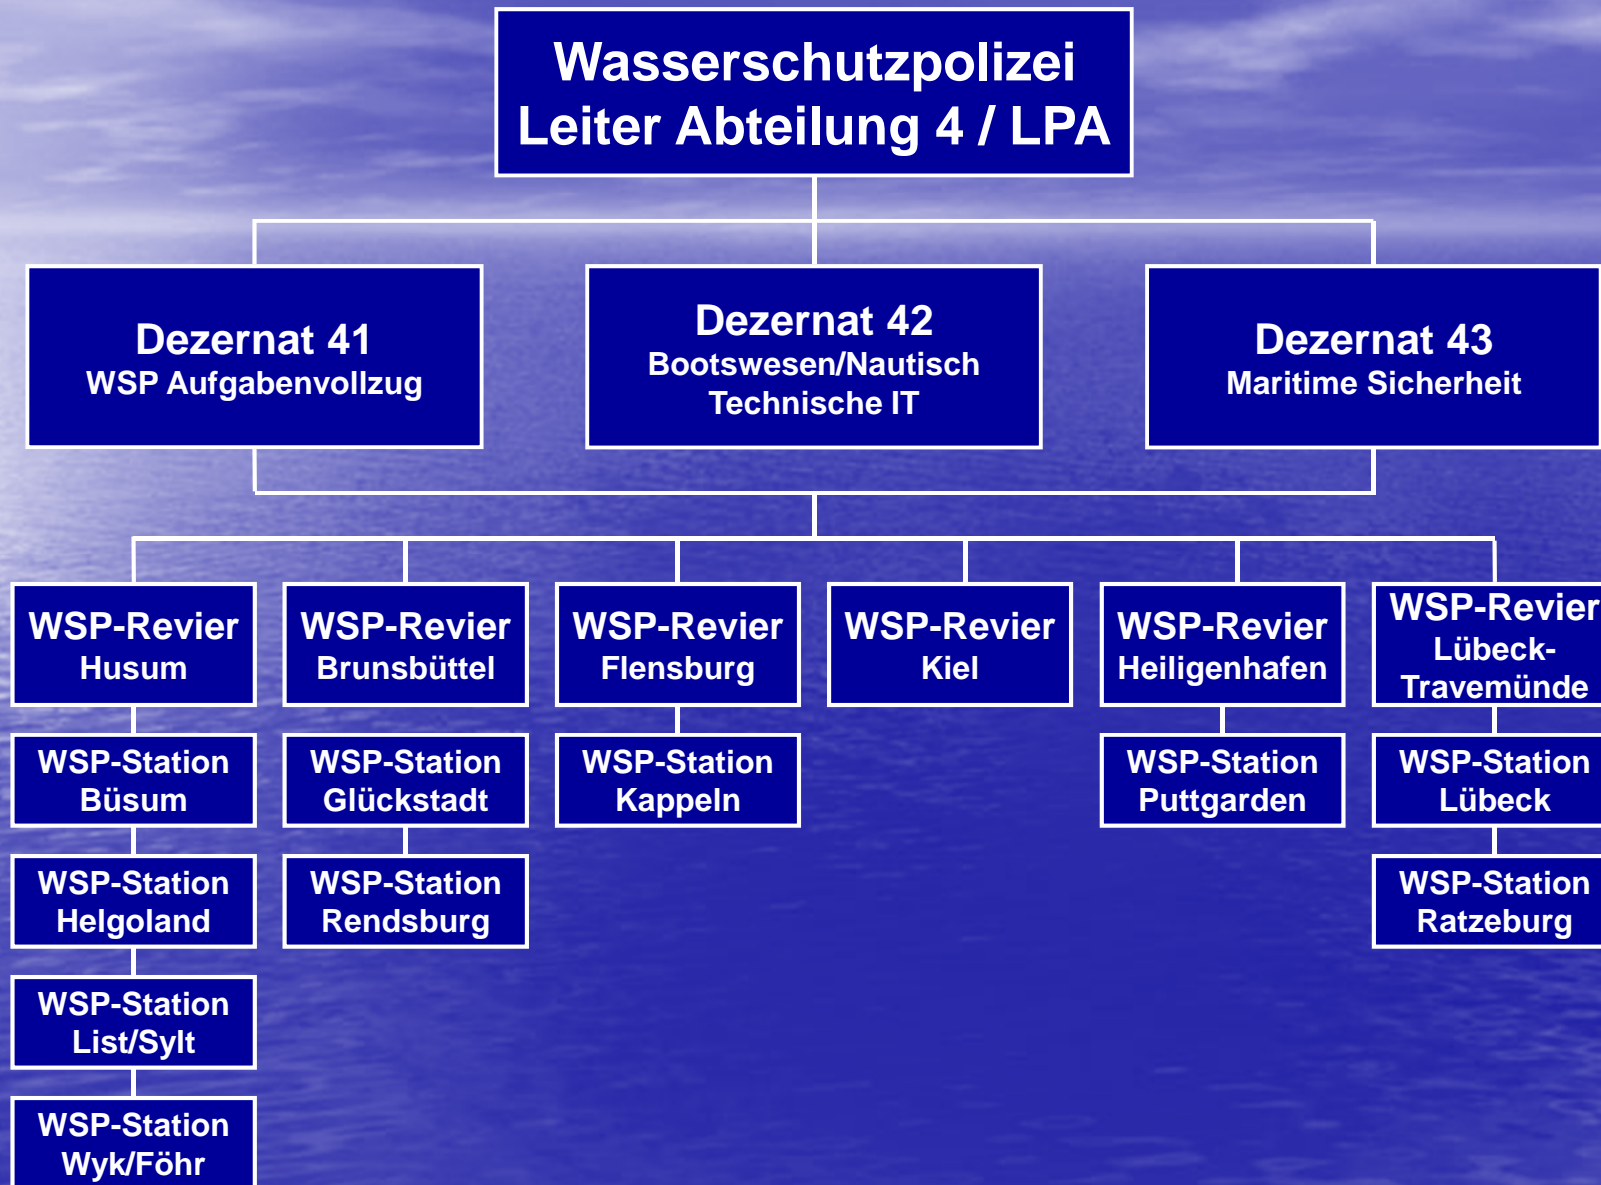 Wasserschutzpolizei
Leiter Abteilung 4 / LPA
Dezernat 41
WSP Aufgabenvollzug
Dezernat 42
Bootswesen/Nautisch
Technische IT
Dezernat 43
Maritime Sicherheit
WSP-Revier
Husum
WSP-Revier
Brunsbüttel
WSP-Revier
Flensburg
WSP-Revier
Kiel
WSP-Revier
Heiligenhafen
WSP-Revier
Lübeck-
Travemünde
WSP-Station
Büsum
WSP-Station
Glückstadt
WSP-Station
Kappeln
WSP-Station
Puttgarden
WSP-Station
Lübeck
WSP-Station
Helgoland
WSP-Station
Rendsburg
WSP-Station
Ratzeburg
WSP-Station
List/Sylt
WSP-Station
Wyk/Föhr